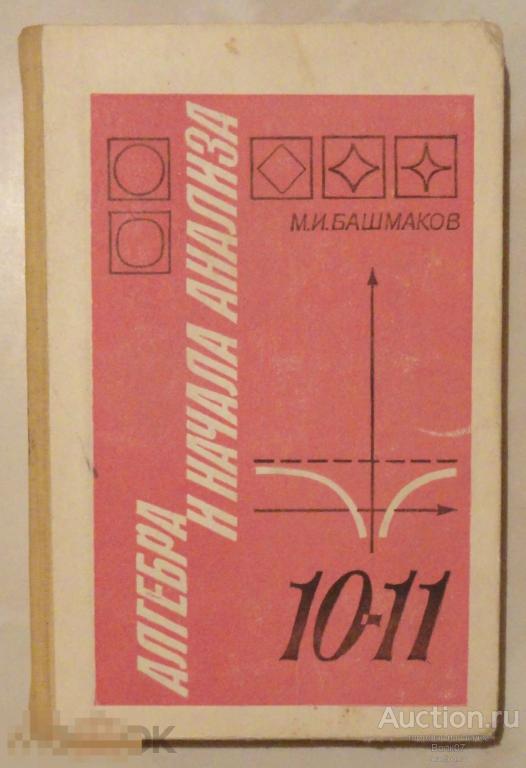 М.И.БАШМАКОВ
АЛГЕБРА
И НАЧАЛА АНАЛИЗА
10-11
Auction.ru